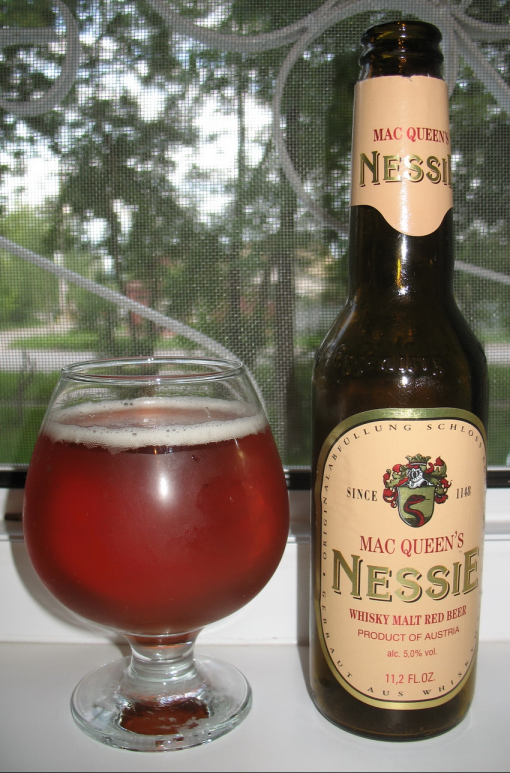 MAC QUEEN'S
NESSIE
ORIGINALABFÜLLUNG SCHLOSS
SINCE 1148
MAC QUEEN'S
NESSIE
WHISKY MALT RED BEER
PRODUCT OF AUSTRIA
alc. 5,0% vol.
11,2 FL.OZ.
GEBRAUT AUS WHISKY